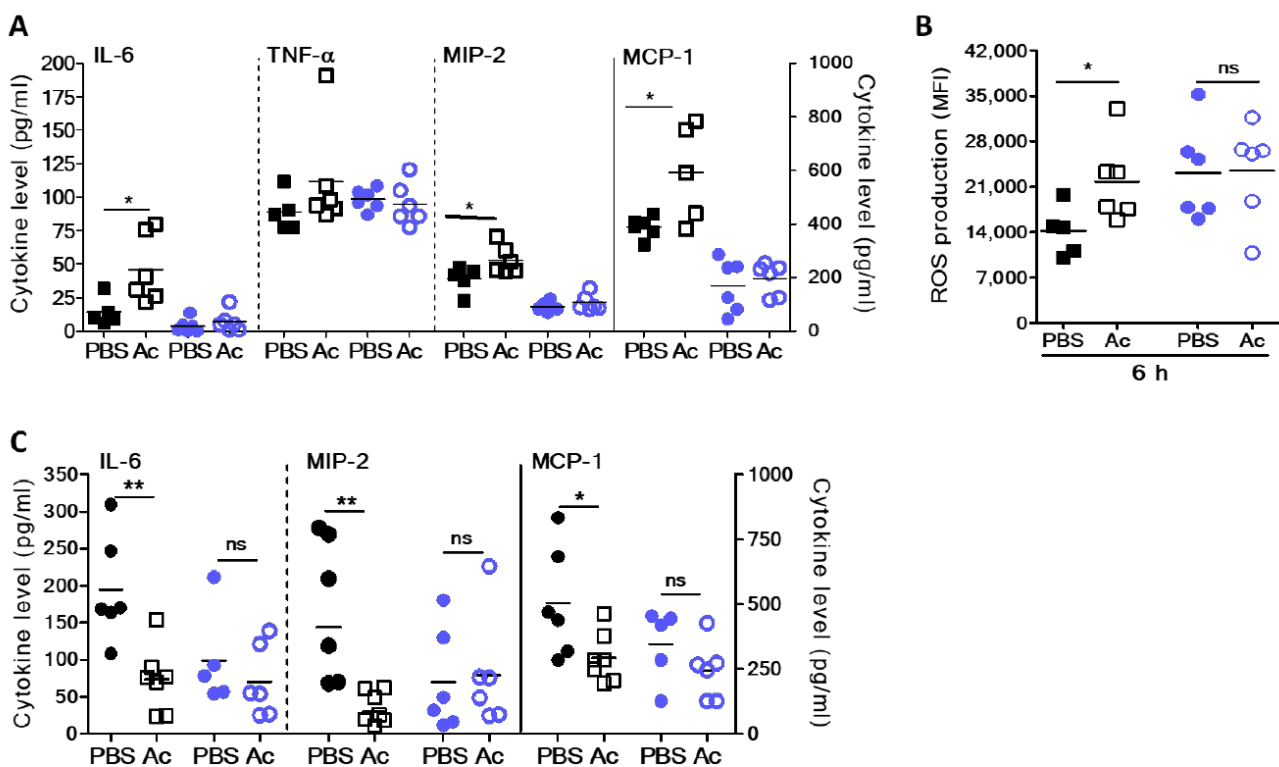 A
IL-6 TNF-α MIP-2 MCP-1
Cytokine level (pg/ml)
200
175
150
125
100
75
50
25
0
* * *
1000
800
600
400
200
0
Cytokine level (pg/ml)
PBS Ac PBS Ac PBS Ac PBS Ac PBS Ac PBS Ac PBS Ac PBS Ac
B
ROS production (MFI)
42,000
35,000
28,000
21,000
14,000
7,000
0
* ns
PBS Ac PBS Ac
6 h
C
IL-6 MIP-2 MCP-1
Cytokine level (pg/ml)
350
300
250
200
150
100
50
0
** ns ** ns * ns
1000
750
500
250
0
Cytokine level (pg/ml)
PBS Ac PBS Ac PBS Ac PBS Ac PBS Ac PBS Ac